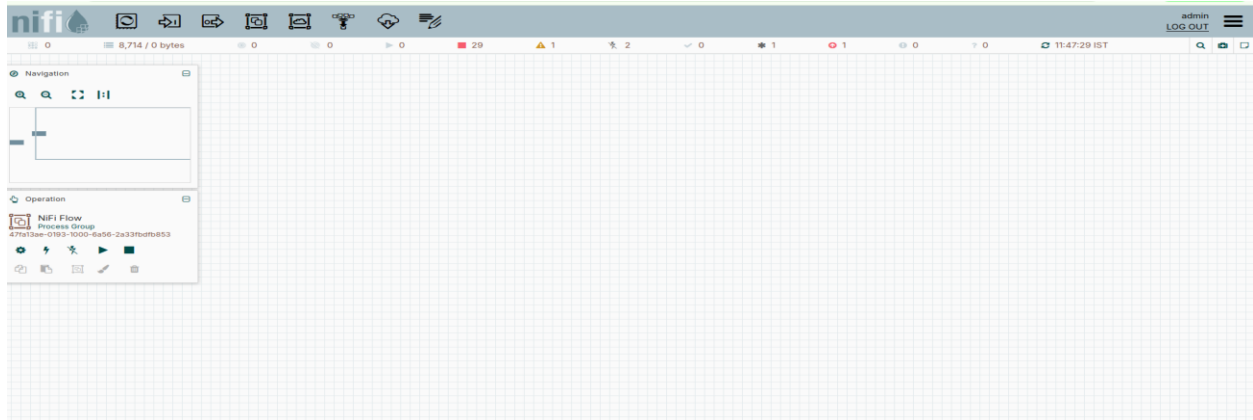 nifi
admin
LOG OUT
0 8,714 / 0 bytes 0 0 0 29 1 2 0 1 1 0 0 11:47:29 IST
Navigation
Operation
NiFi Flow
Process Group
47fa13ae-0193-1000-6a56-2a33fbdfb853